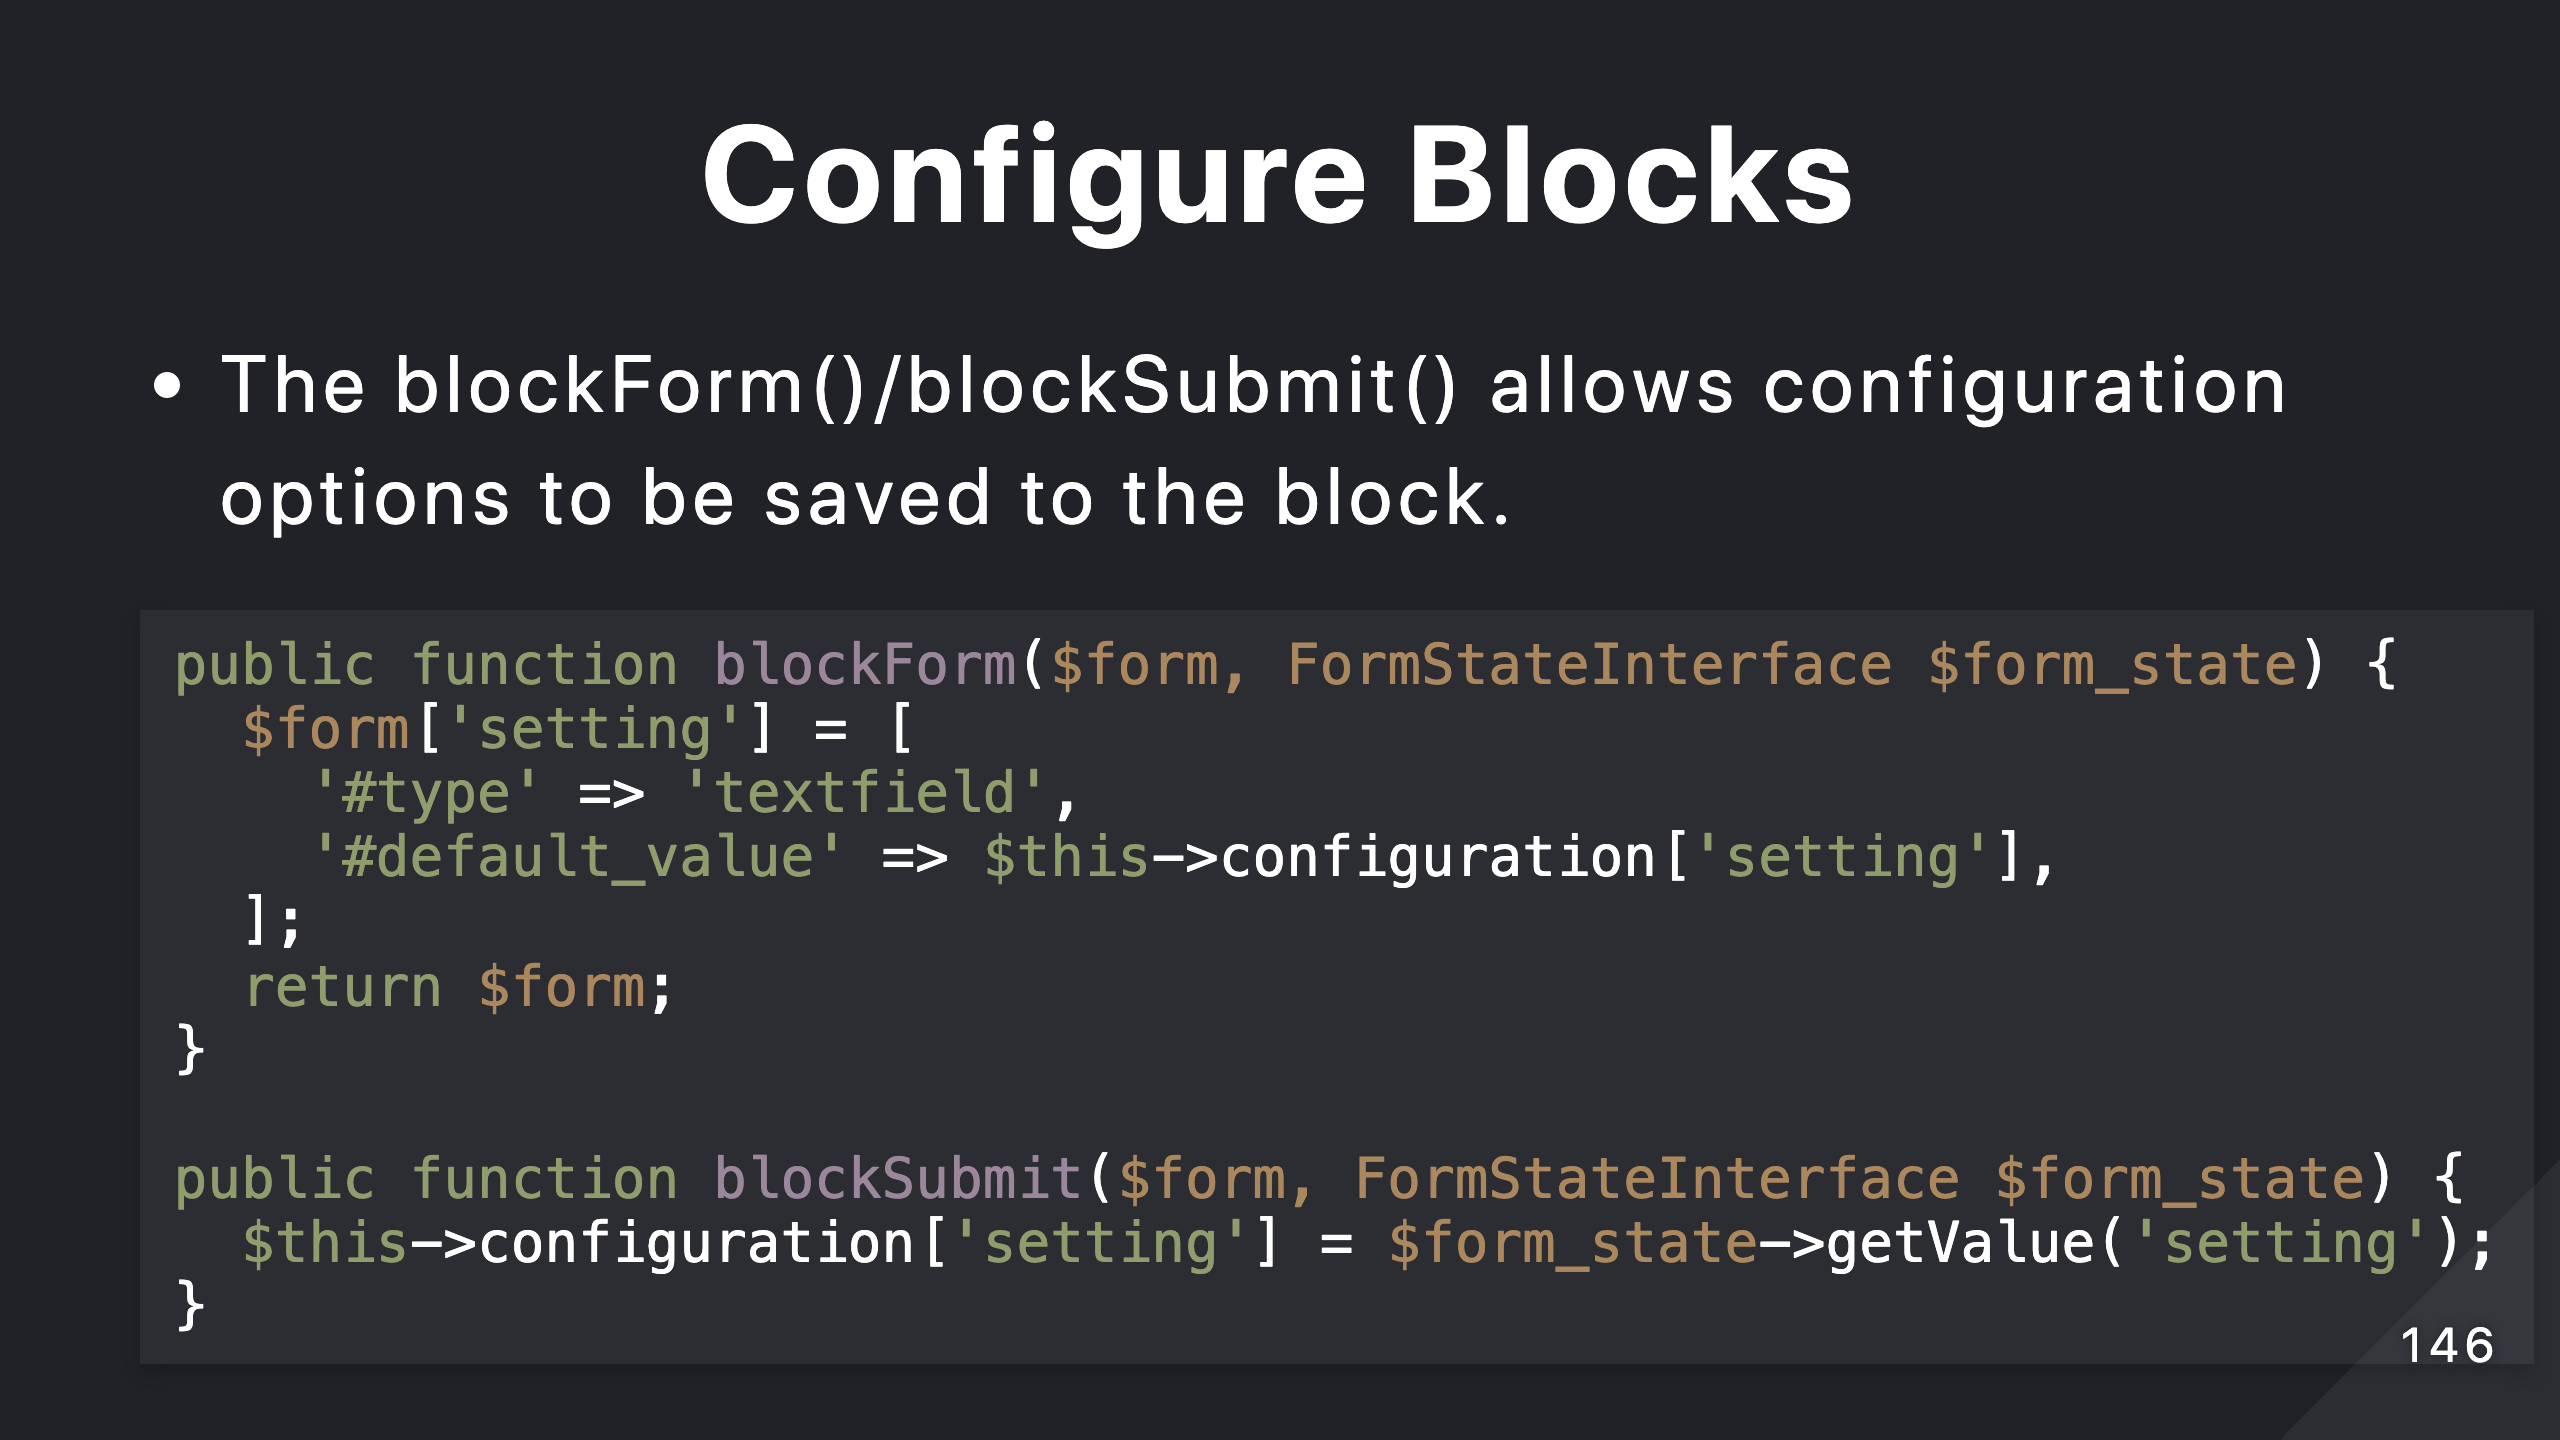 Configure Blocks
• The blockForm()/blockSubmit() allows configuration
options to be saved to the block.
public function blockForm($form, FormStateInterface $form_state) {
  $form['setting'] = [
    '#type' => 'textfield',
    '#default_value' => $this->configuration['setting'],
  ];
  return $form;
}

public function blockSubmit($form, FormStateInterface $form_state) {
  $this->configuration['setting'] = $form_state->getValue('setting');
}
146